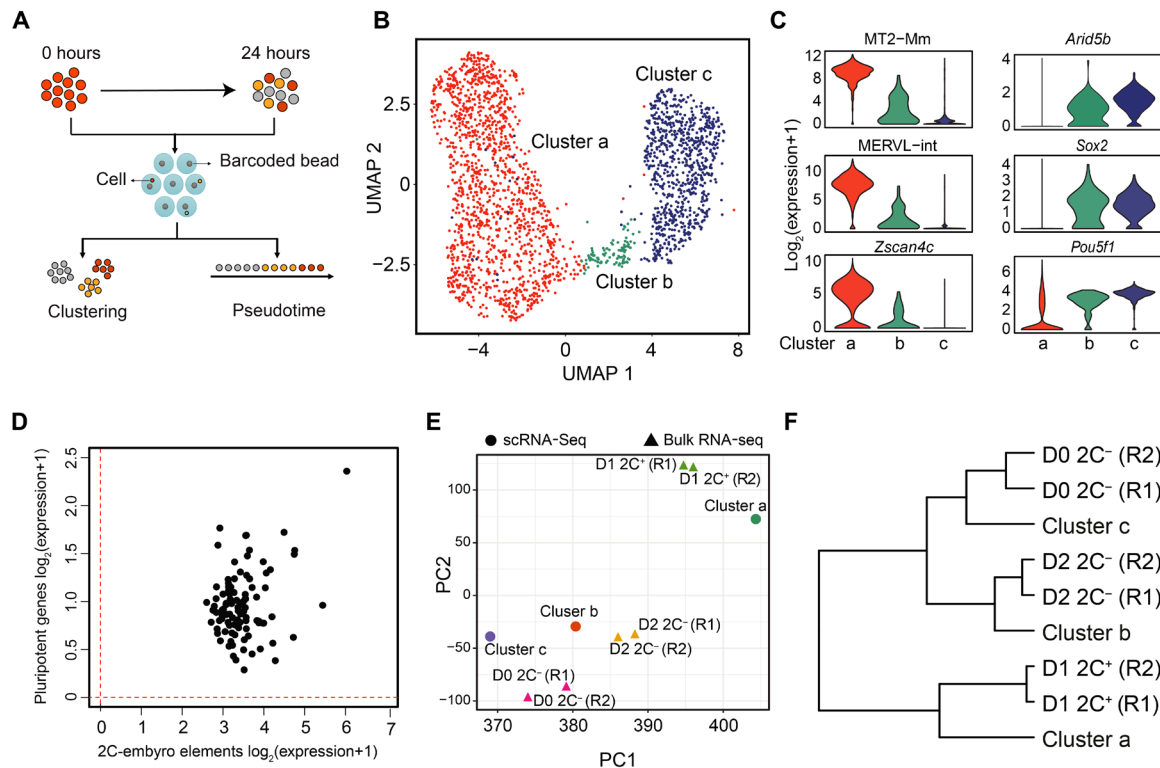 A
0 hours
24 hours
Barcoded bead
Cell
Clustering
Pseudotime
B
UMAP 2
2.5
0
−2.5
Cluster a
Cluster b
Cluster c
−4
0
4
8
UMAP 1
C
Log₂(expression+1)
MT2−Mm
12
8
4
0
Arid5b
4
2
0
MERVL−int
10
5
0
Sox2
4
3
2
1
0
Zscan4c
10
5
0
Pou5f1
6
4
2
0
Cluster
a
b
c
a
b
c
D
Pluripotent genes log₂(expression+1)
2.5
2.0
1.5
1.0
0.5
0
0
1
2
3
4
5
6
7
2C-embyro elements log₂(expression+1)
E
scRNA−Seq
Bulk RNA−seq
PC2
100
50
0
−50
−100
D1 2C⁺ (R1)
D1 2C⁺ (R2)
Cluster a
Cluser b
D2 2C⁻ (R1)
D2 2C⁻ (R2)
Cluster c
D0 2C⁻ (R1)
D0 2C⁻ (R2)
370
380
390
400
PC1
F
D0 2C⁻ (R2)
D0 2C⁻ (R1)
Cluster c
D2 2C⁻ (R2)
D2 2C⁻ (R1)
Cluster b
D1 2C⁺ (R2)
D1 2C⁺ (R1)
Cluster a